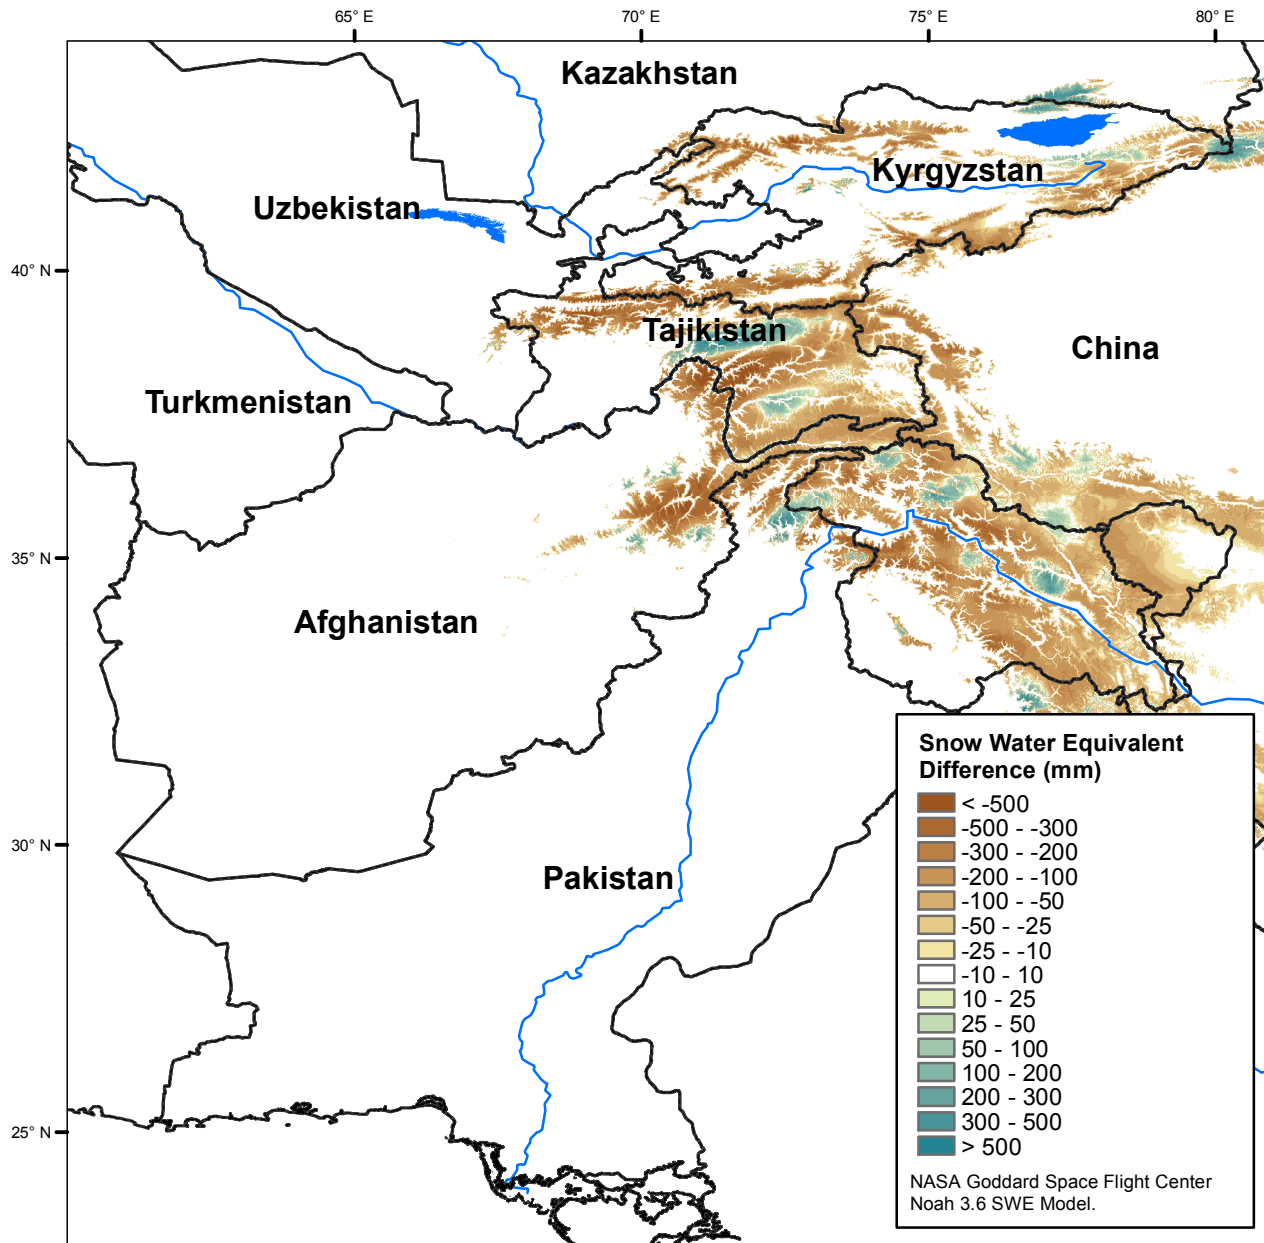 65° E
70° E
75° E
80° E
Kazakhstan
Kyrgyzstan
Uzbekistan
40° N
Tajikistan
China
Turkmenistan
35° N
Afghanistan
30° N
Pakistan
25° N
Snow Water Equivalent
Difference (mm)
< -500
-500 - -300
-300 - -200
-200 - -100
-100 - -50
-50 - -25
-25 - -10
-10 - 10
10 - 25
25 - 50
50 - 100
100 - 200
200 - 300
300 - 500
> 500
NASA Goddard Space Flight Center
Noah 3.6 SWE Model.